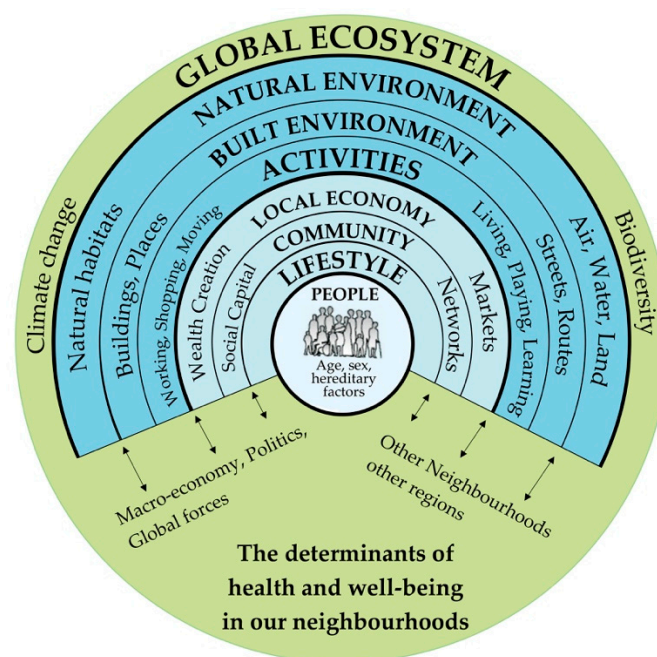 GLOBAL ECOSYSTEM
NATURAL ENVIRONMENT
BUILT ENVIRONMENT
ACTIVITIES
LOCAL ECONOMY
COMMUNITY
LIFESTYLE
PEOPLE
Age, sex,
hereditary
factors
Climate change
Natural habitats
Buildings, Places
Working, Shopping, Moving
Wealth Creation
Social Capital
Networks
Markets
Living, Playing, Learning
Streets, Routes
Air, Water, Land
Biodiversity
Macro-economy, Politics,
Global forces
Other Neighbourhoods
other regions
The determinants of
health and well-being
in our neighbourhoods